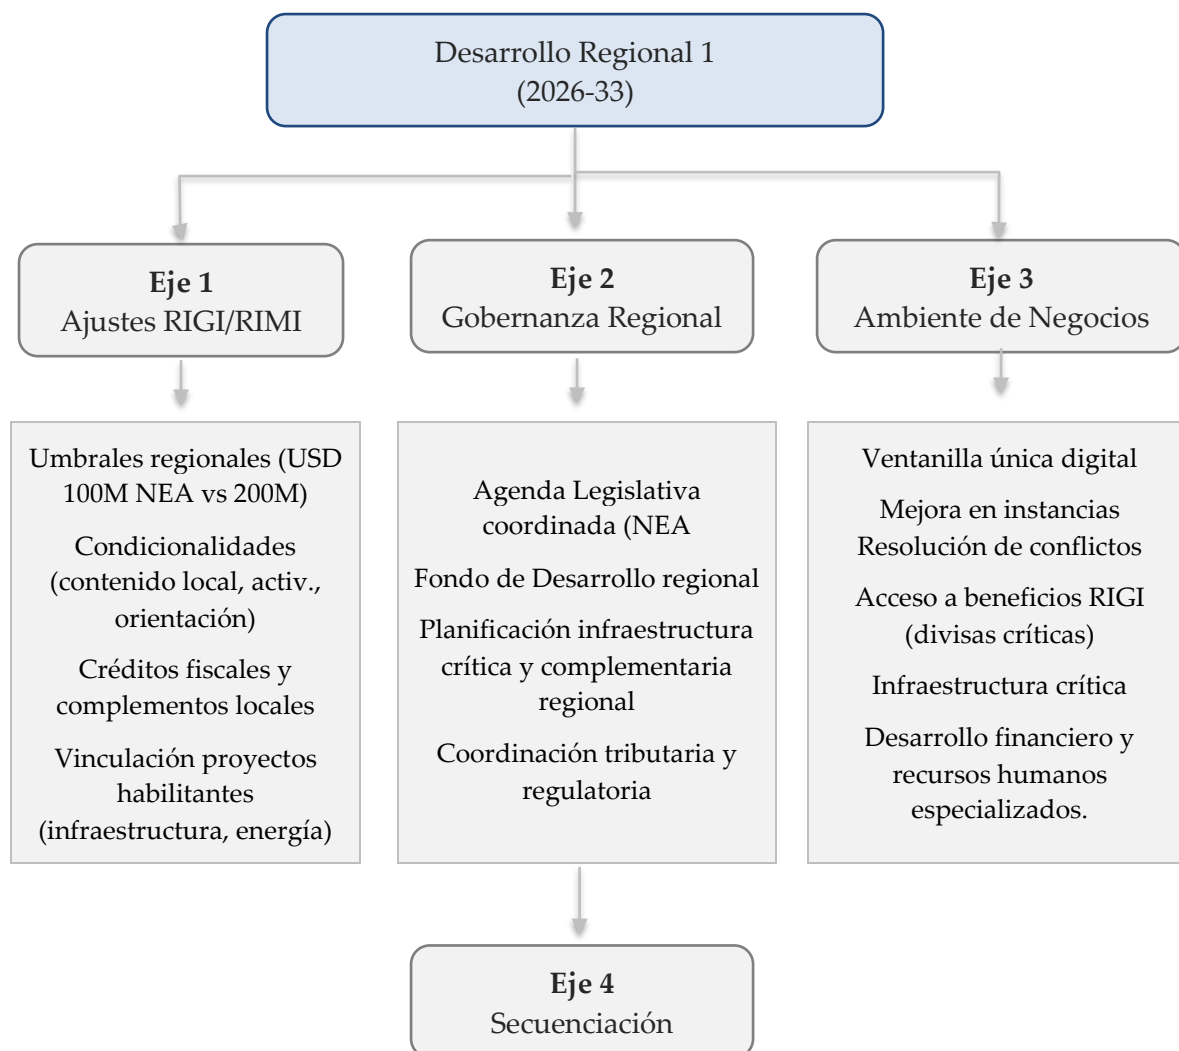 Desarrollo Regional 1
(2026-33)
Eje 1
Ajustes RIGI/RIMI
Eje 2
Gobernanza Regional
Eje 3
Ambiente de Negocios
Umbrales regionales (USD
100M NEA vs 200M)
Condicionalidades
(contenido local, activ.,
orientación)
Créditos fiscales y
complementos locales
Vinculación proyectos
habilitantes
(infraestructura, energía)
Agenda Legislativa
coordinada (NEA
Fondo de Desarrollo regional
Planificación infraestructura
crítica y complementaria
regional
Coordinación tributaria y
regulatoria
Ventanilla única digital
Mejora en instancias
Resolución de conflictos
Acceso a beneficios RIGI
(divisas críticas)
Infraestructura crítica
Desarrollo financiero y
recursos humanos
especializados.
Eje 4
Secuenciación